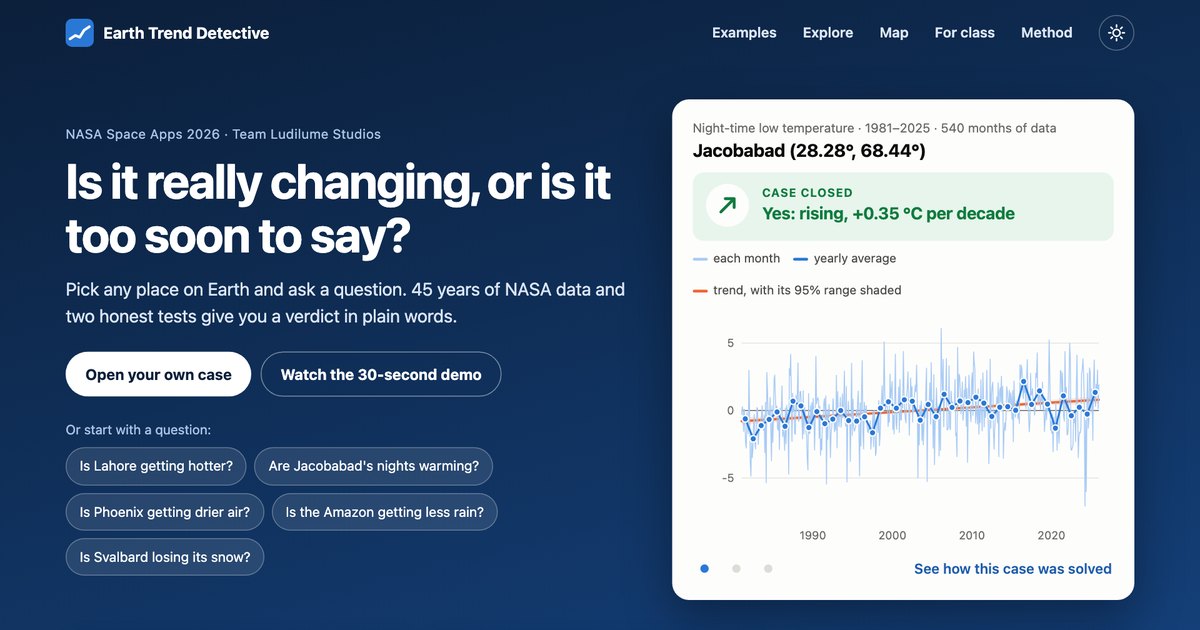 Earth Trend Detective
Examples
Explore
Map
For class
Method
NASA Space Apps 2026 · Team Ludilume Studios
Is it really changing, or is it
too soon to say?
Pick any place on Earth and ask a question. 45 years of NASA data and
two honest tests give you a verdict in plain words.
Open your own case
Watch the 30-second demo
Or start with a question:
Is Lahore getting hotter?
Are Jacobabad's nights warming?
Is Phoenix getting drier air?
Is the Amazon getting less rain?
Is Svalbard losing its snow?
Night-time low temperature · 1981–2025 · 540 months of data
Jacobabad (28.28°, 68.44°)
CASE CLOSED
Yes: rising, +0.35 °C per decade
each month
yearly average
trend, with its 95% range shaded
5
0
-5
1990
2000
2010
2020
See how this case was solved